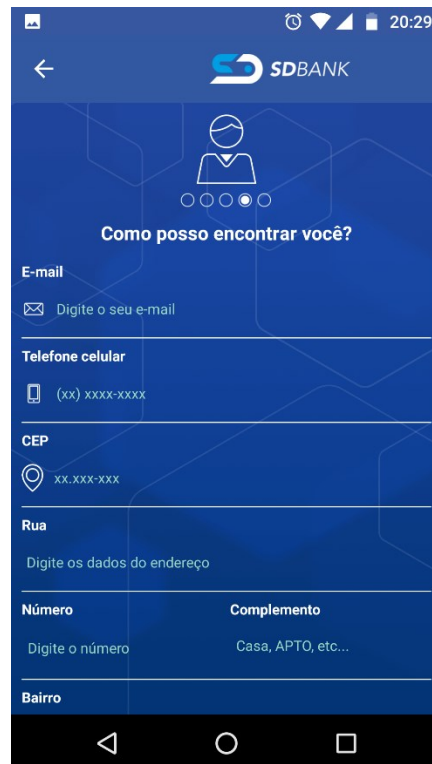 20:29
SDBANK
Como posso encontrar você?
E-mail
Digite o seu e-mail
Telefone celular
(xx) xxxx-xxxx
CEP
xx.xxx-xxx
Rua
Digite os dados do endereço
Número Complemento
Digite o número Casa, APTO, etc...
Bairro